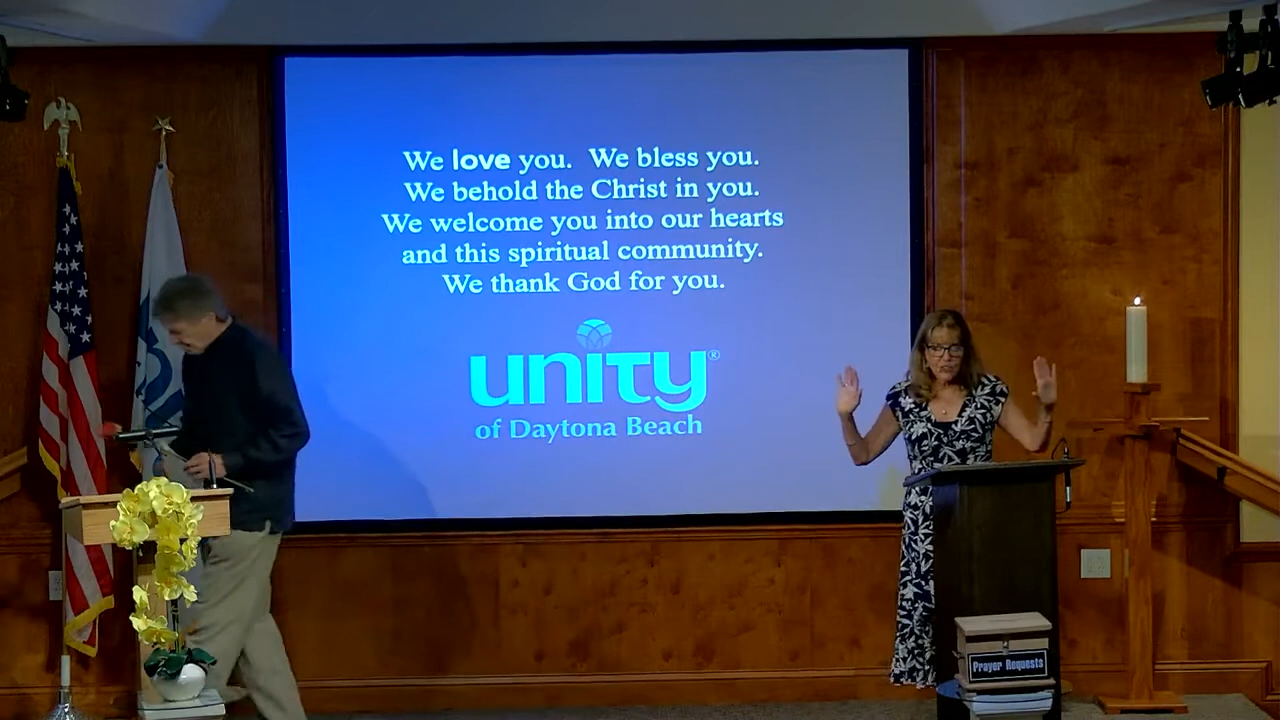 We love you. We bless you.
We behold the Christ in you.
We welcome you into our hearts
and this spiritual community.
We thank God for you.
unity®
of Daytona Beach
Prayer Requests